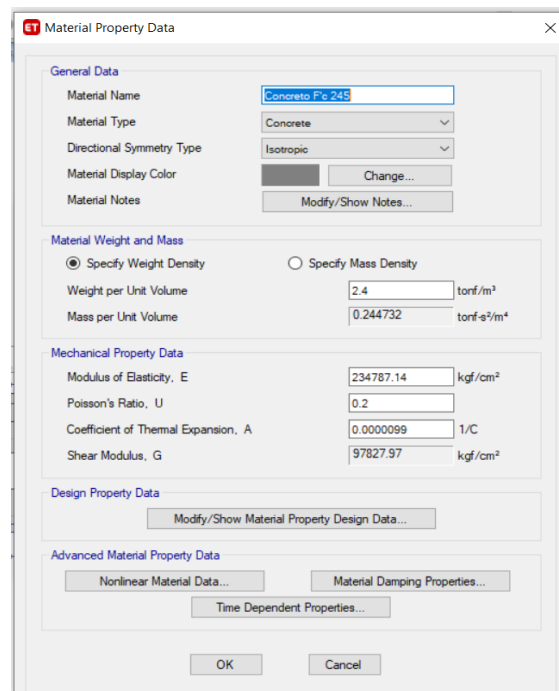 ET Material Property Data
General Data
Material Name Concreto F'c 245
Material Type Concrete
Directional Symmetry Type Isotropic
Material Display Color Change...
Material Notes Modify/Show Notes...
Material Weight and Mass
Specify Weight Density Specify Mass Density
Weight per Unit Volume 2.4 tonf/m³
Mass per Unit Volume 0.244732 tonf-s²/m⁴
Mechanical Property Data
Modulus of Elasticity, E 234787.14 kgf/cm²
Poisson's Ratio, U 0.2
Coefficient of Thermal Expansion, A 0.0000099 1/C
Shear Modulus, G 97827.97 kgf/cm²
Design Property Data
Modify/Show Material Property Design Data...
Advanced Material Property Data
Nonlinear Material Data... Material Damping Properties...
Time Dependent Properties...
OK Cancel